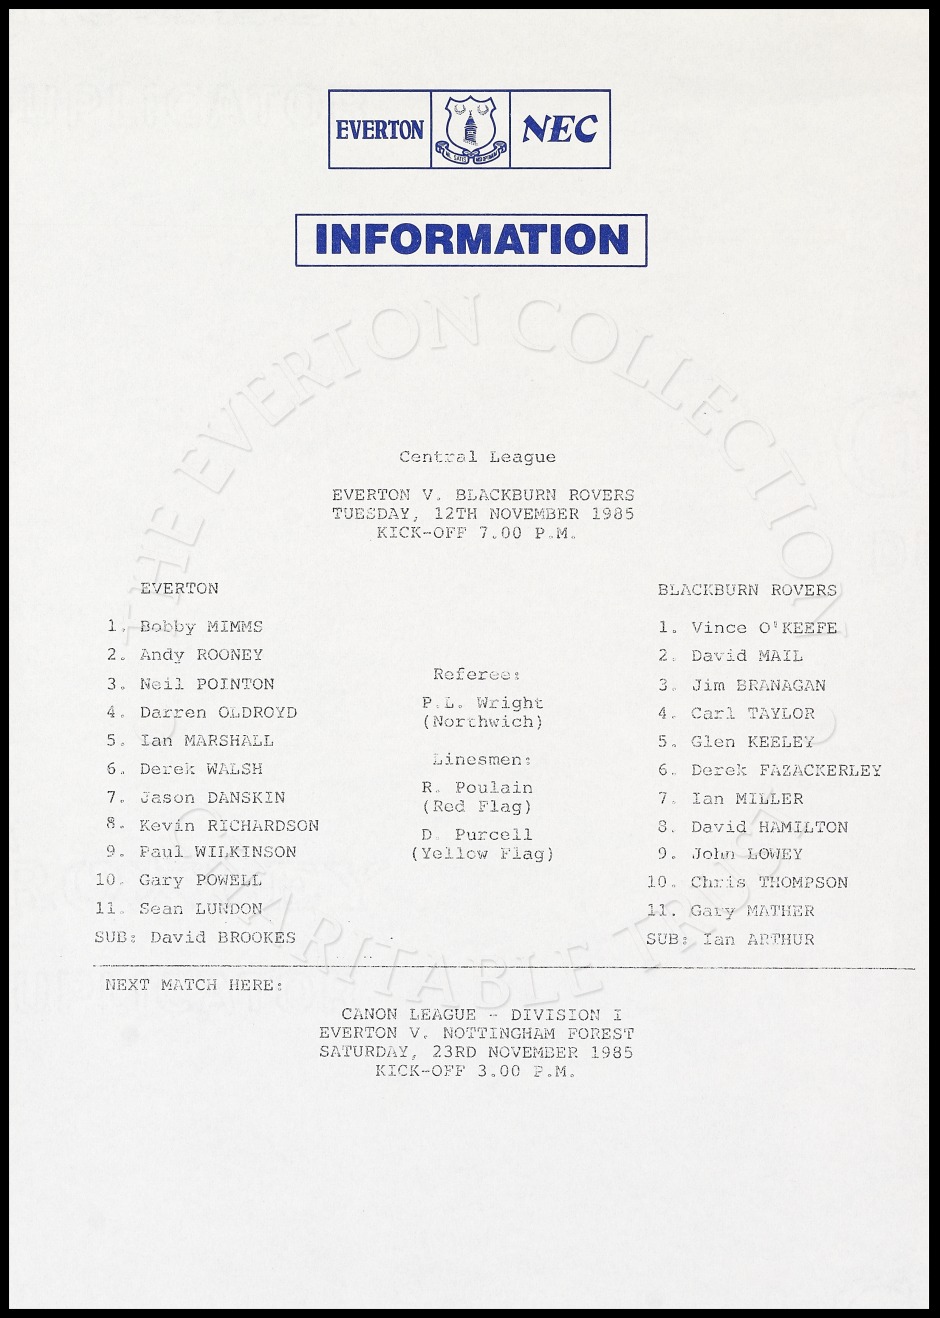 EVERTON NEC
INFORMATION
THE EVERTON COLLECTION
CHARITABLE TRUST
Central League
EVERTON V. BLACKBURN ROVERS
TUESDAY, 12TH NOVEMBER 1985
KICK-OFF 7.00 P.M.
EVERTON
1. Bobby MIMMS
2. Andy ROONEY
3. Neil POINTON
4. Darren OLDROYD
5. Ian MARSHALL
6. Derek WALSH
7. Jason DANSKIN
8. Kevin RICHARDSON
9. Paul WILKINSON
10. Gary POWELL
11. Sean LUNDON
SUB: David BROOKES
Referee:
P.L. Wright
(Northwich)
Linesmen:
R. Poulain
(Red Flag)
D. Purcell
(Yellow Flag)
BLACKBURN ROVERS
1. Vince O'KEEFE
2. David MAIL
3. Jim BRANAGAN
4. Carl TAYLOR
5. Glen KEELEY
6. Derek FAZACKERLEY
7. Ian MILLER
8. David HAMILTON
9. John LOWEY
10. Chris THOMPSON
11. Gary MATHER
SUB: Ian ARTHUR
NEXT MATCH HERE:
CANON LEAGUE - DIVISION I
EVERTON V. NOTTINGHAM FOREST
SATURDAY, 23RD NOVEMBER 1985
KICK-OFF 3.00 P.M.